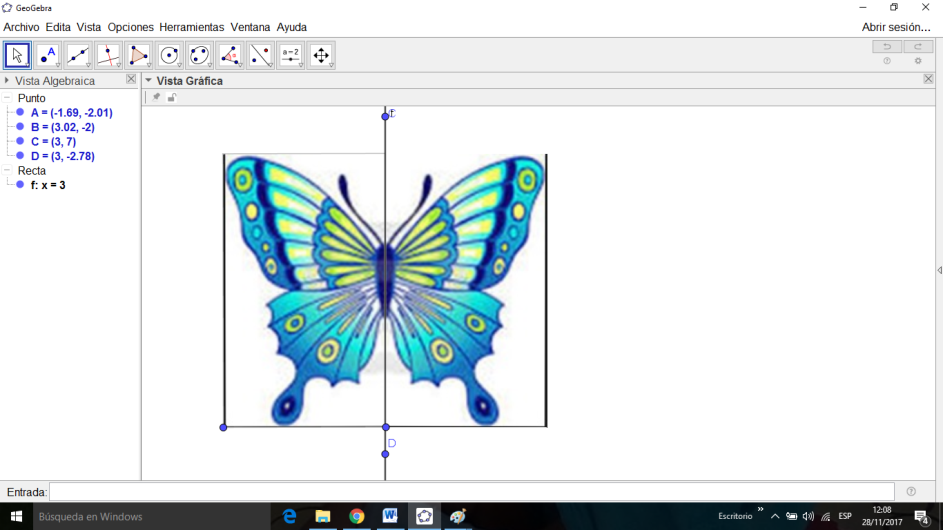 GeoGebra
Archivo Edita Vista Opciones Herramientas Ventana Ayuda
Abrir sesión...
A
a=2
Vista Algebraica
Vista Gráfica
Punto
A = (-1.69, -2.01)
B = (3.02, -2)
C = (3, 7)
D = (3, -2.78)
Recta
f: x = 3
D
Entrada:
Búsqueda en Windows
Escritorio
ESP
12:08
28/11/2017
4